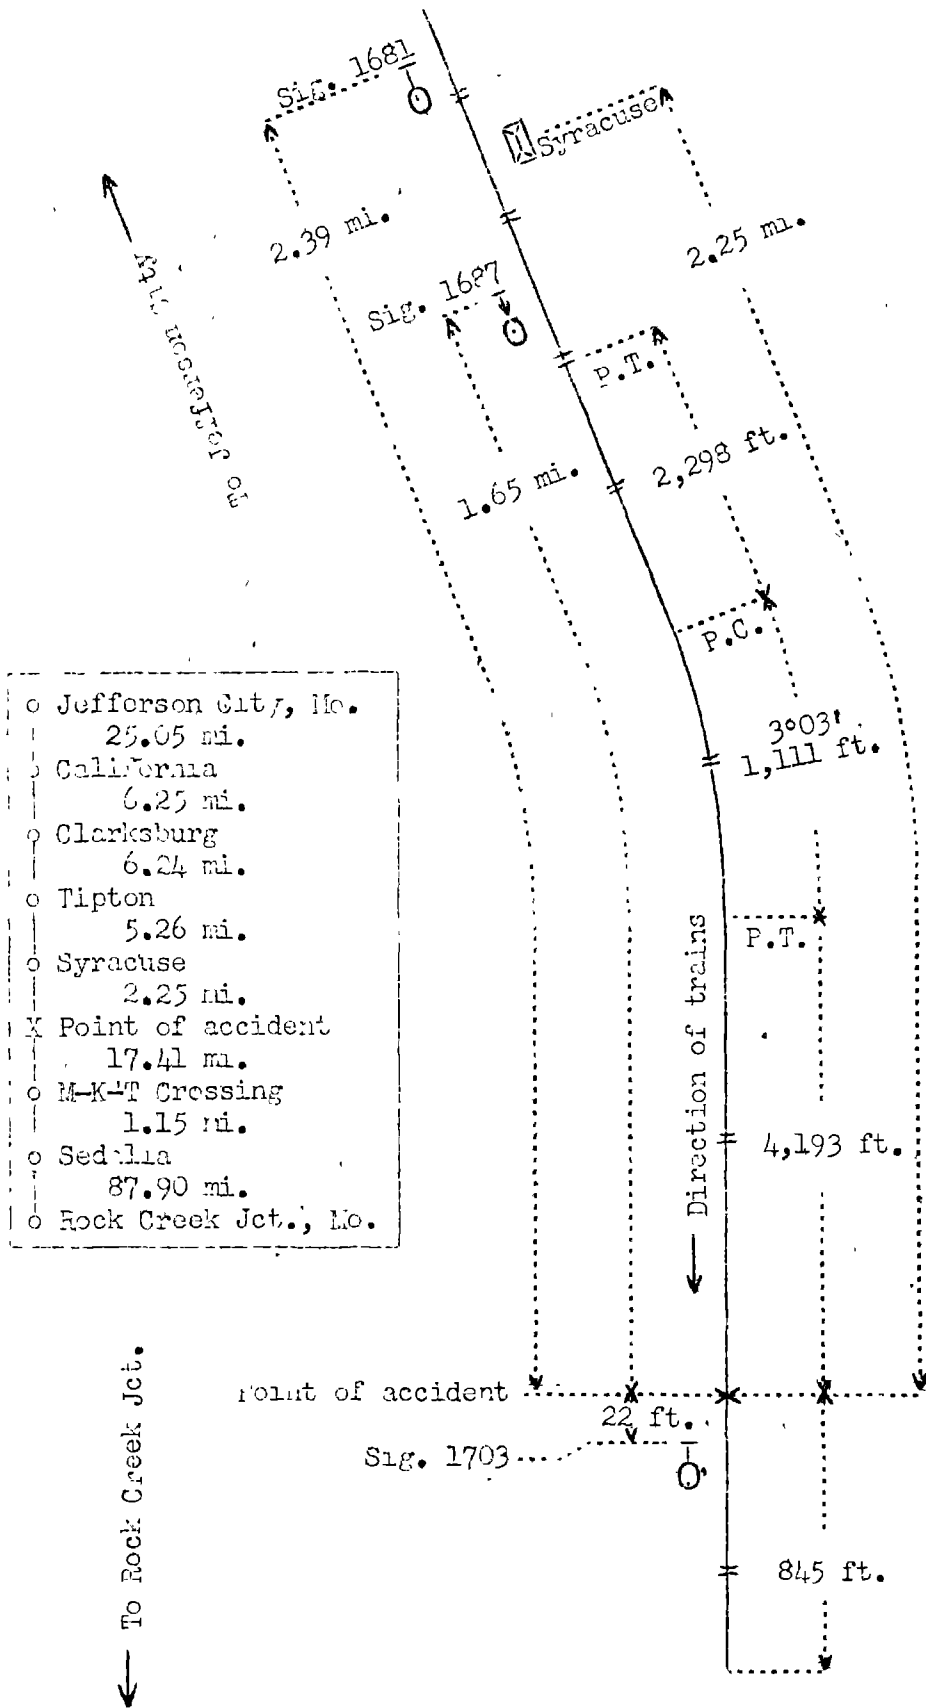 Sig. 1681
Syracuse
2.39 mi.
2.25 mi.
To Jefferson City
Sig. 1687
P.T.
2,298 ft.
1.65 mi.
P.C.
3°03'
1,111 ft.
Jefferson City, Mo.
25.05 mi.
California
6.25 mi.
Clarksburg
6.24 mi.
Tipton
5.26 mi.
Syracuse
2.25 mi.
X Point of accident
17.41 mi.
M-K-T Crossing
1.15 mi.
Sedalia
87.90 mi.
Rock Creek Jct., Mo.
P.T.
Direction of trains
4,193 ft.
To Rock Creek Jct.
Point of accident
22 ft.
Sig. 1703
845 ft.